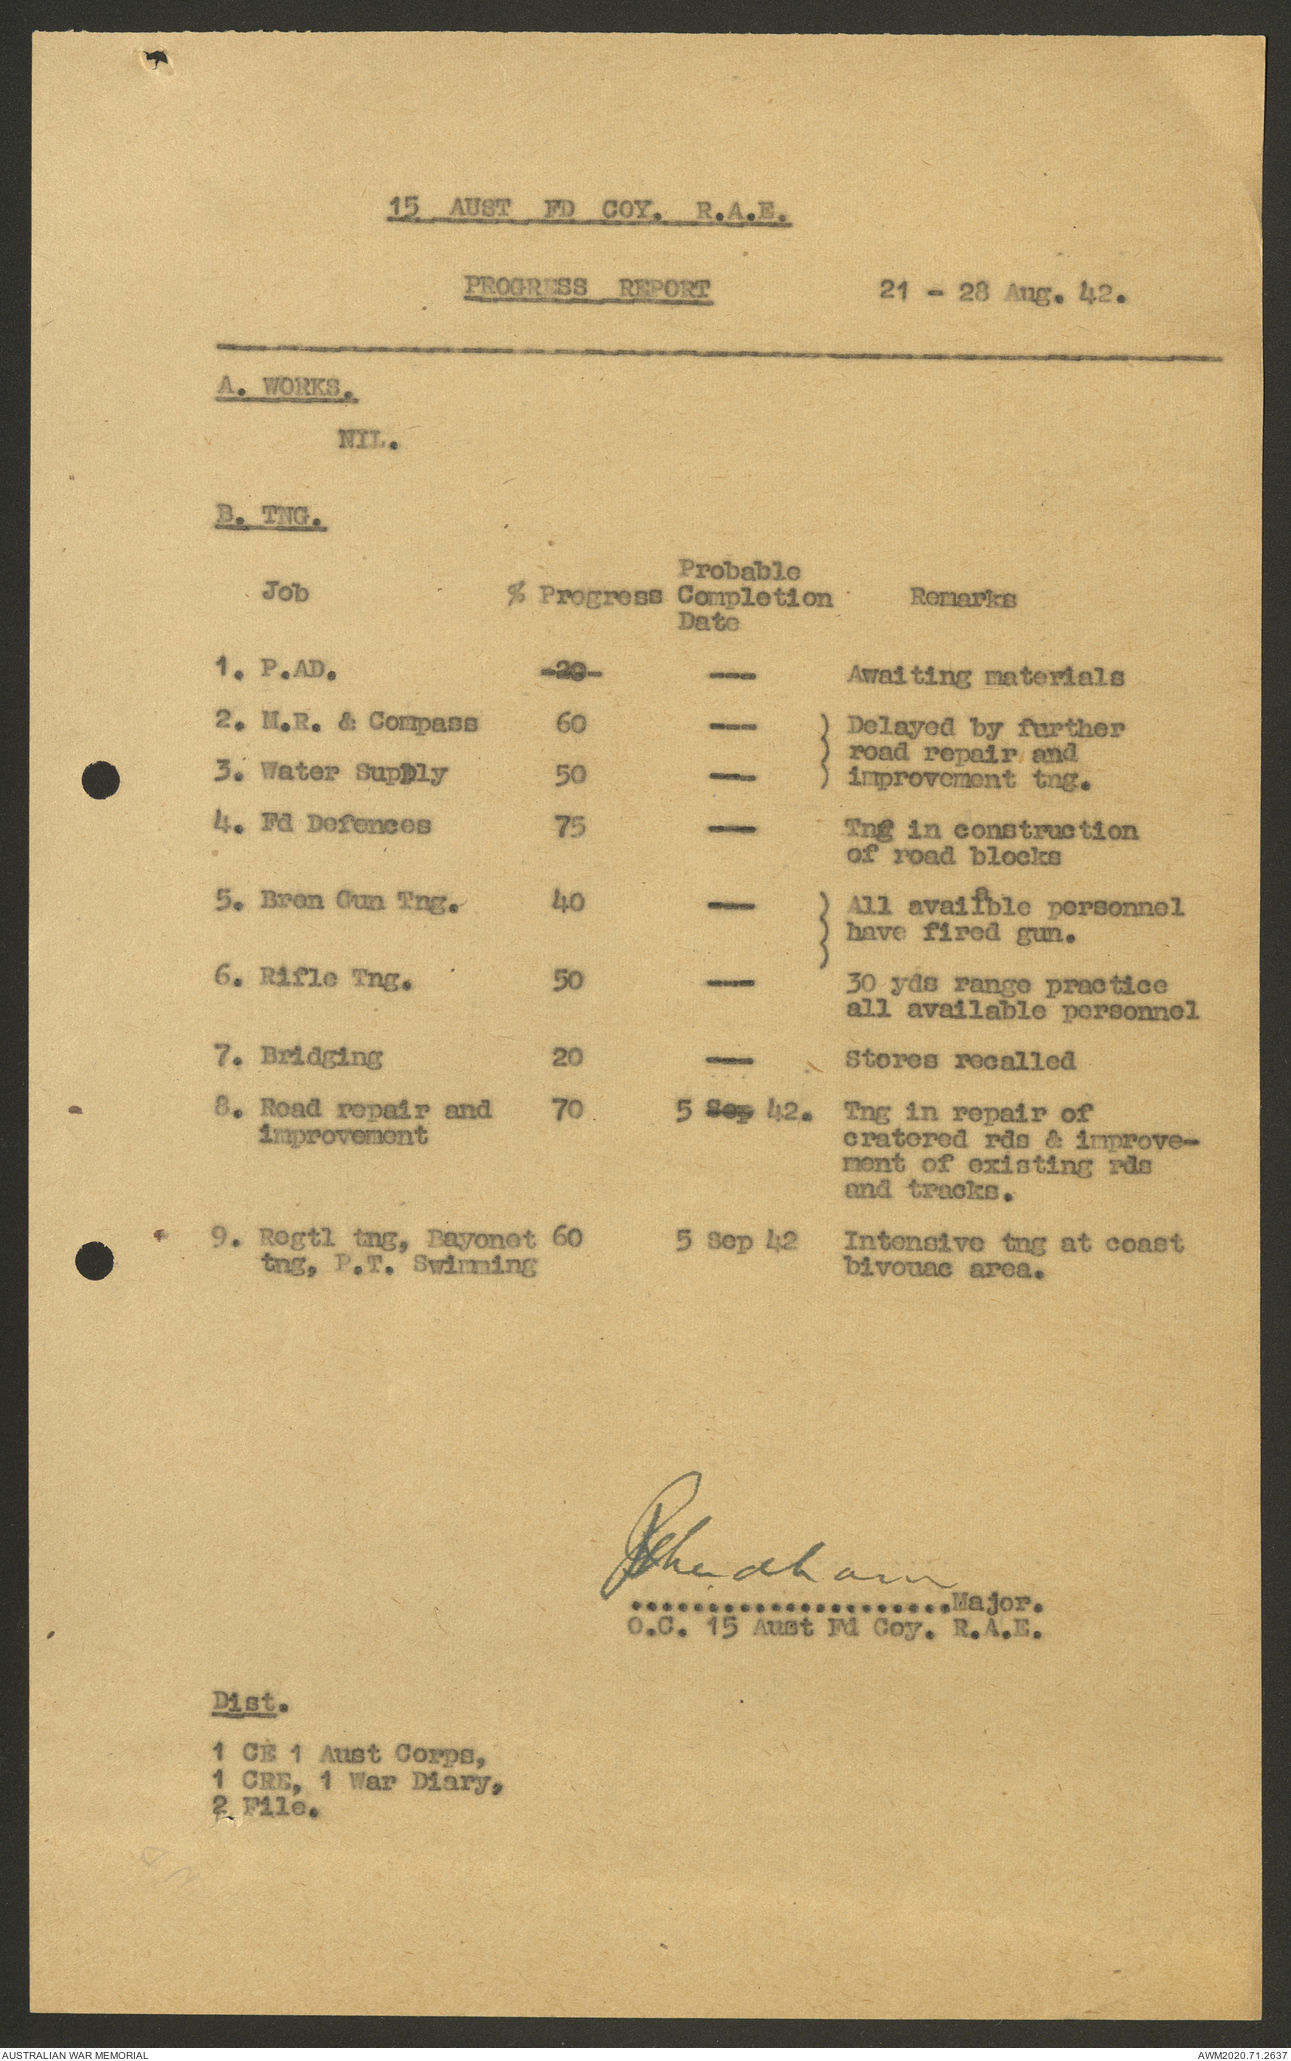 15 AUST FD COY. R.A.E.
PROGRESS REPORT 21 - 28 Aug. 42.
A. WORKS.
NIL.
B. TNG.
Job % Progress Probable Completion Date Remarks
1. P.AD. -20- — Awaiting materials
2. M.R. & Compass 60 — ) Delayed by further
) road repair and
3. Water Supply 50 — ) improvement tng.
4. Fd Defences 75 — Tng in construction
of road blocks
5. Bren Gun Tng. 40 — ) All available personnel
) have fired gun.
)
6. Rifle Tng. 50 — 30 yds range practice
all available personnel
7. Bridging 20 — Stores recalled
8. Road repair and 70 5 Sep 42. Tng in repair of
improvement cratered rds & improve-
ment of existing rds
and tracks.
9. Regtl tng, Bayonet 60 5 Sep 42 Intensive tng at coast
tng, P.T. Swimming bivouac area.
.....................Major.
O.C. 15 Aust Fd Coy. R.A.E.
Dist.
1 CE 1 Aust Corps,
1 CRE, 1 War Diary,
2 File.
AUSTRALIAN WAR MEMORIAL AWM2020.71.2637